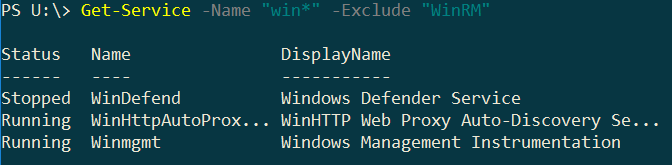 PS U:\> Get-Service -Name "win*" -Exclude "WinRM"
Status Name DisplayName
------ ---- -----------
Stopped WinDefend Windows Defender Service
Running WinHttpAutoProx... WinHTTP Web Proxy Auto-Discovery Se...
Running Winmgmt Windows Management Instrumentation